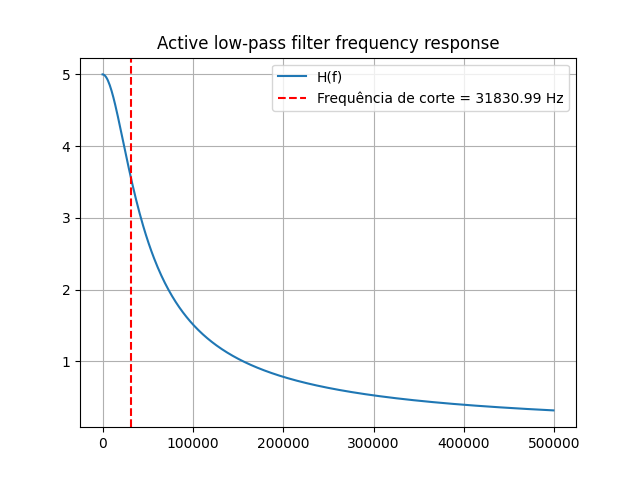 Active low-pass filter frequency response
H(f)
Frequência de corte = 31830.99 Hz
5
4
3
2
1
0 100000 200000 300000 400000 500000